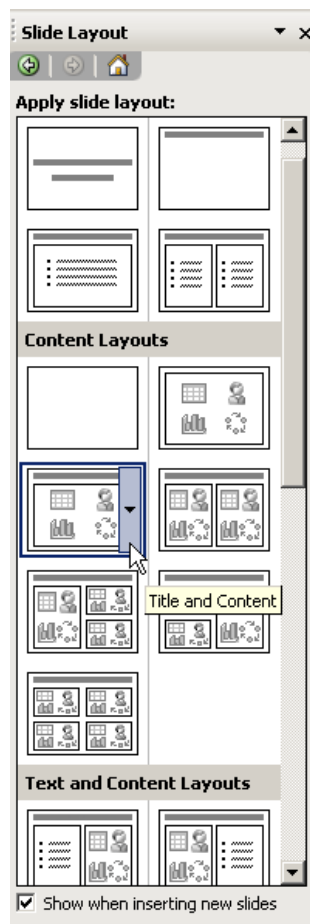 Slide Layout
Apply slide layout:
Content Layouts
Title and Content
Text and Content Layouts
Show when inserting new slides